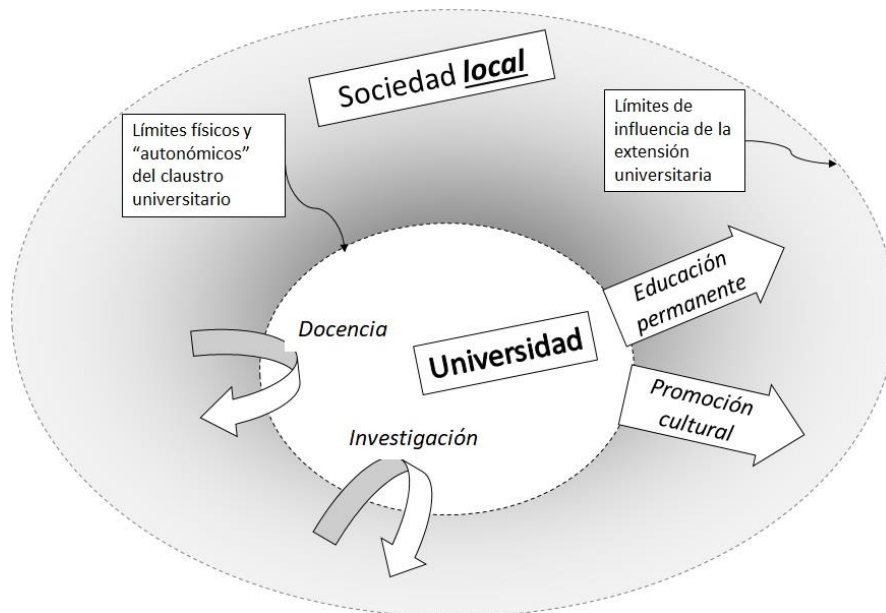 Sociedad local
Límites físicos y
“autonómicos”
del claustro
universitario
Límites de
influencia de la
extensión
universitaria
Educación
permanente
Docencia
Universidad
Promoción
cultural
Investigación